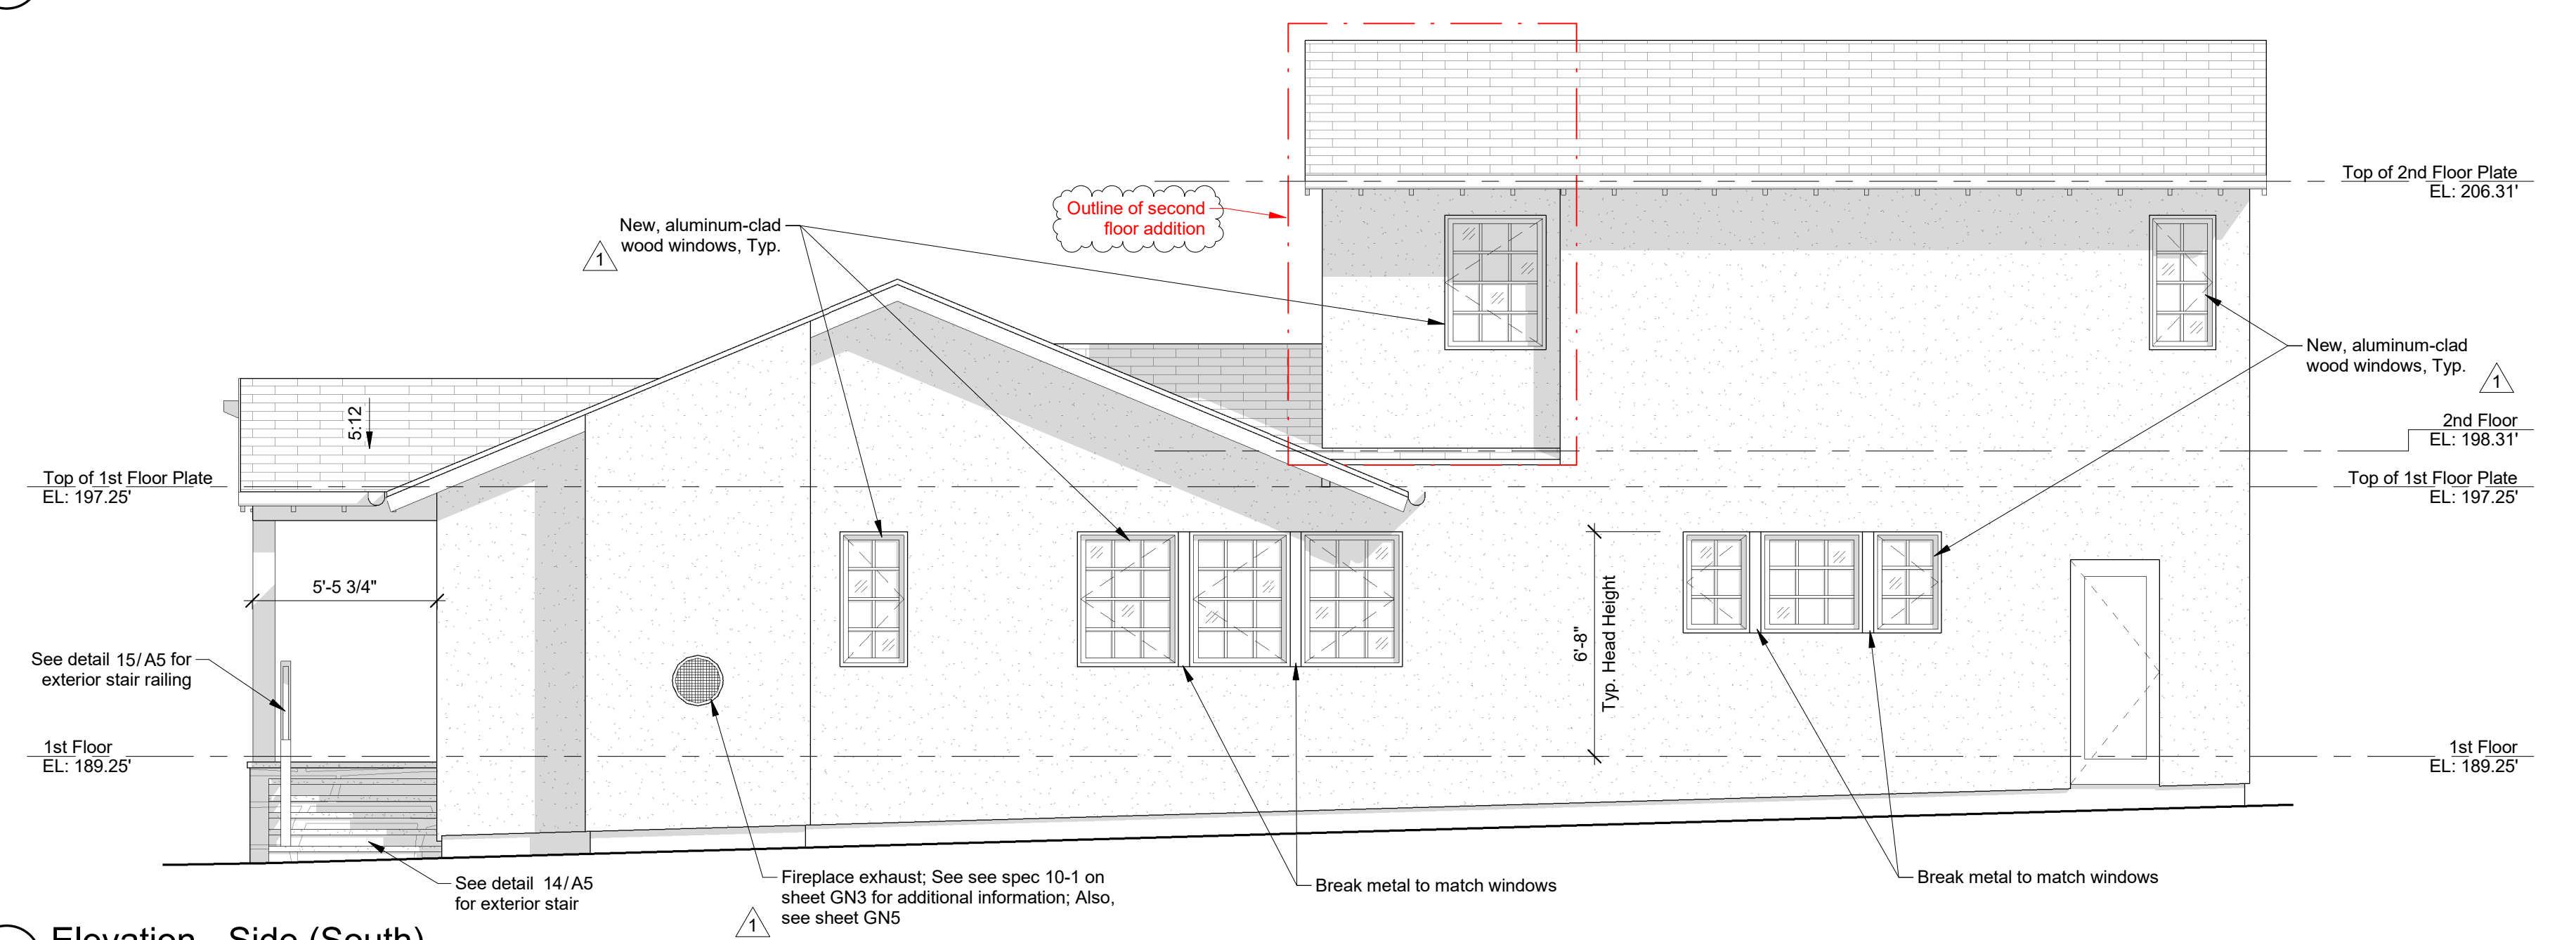 Top of 2nd Floor Plate
EL: 206.31'
Outline of second
floor addition
New, aluminum-clad
wood windows, Typ.
1
New, aluminum-clad
wood windows, Typ.
1
5:12
2nd Floor
EL: 198.31'
Top of 1st Floor Plate
EL: 197.25'
Top of 1st Floor Plate
EL: 197.25'
5'-5 3/4"
6'-8"
Typ. Head Height
See detail 15/A5 for
exterior stair railing
1st Floor
EL: 189.25'
1st Floor
EL: 189.25'
See detail 14/A5
for exterior stair
Fireplace exhaust; See see spec 10-1 on
sheet GN3 for additional information; Also,
see sheet GN5
1
Break metal to match windows
Break metal to match windows
Elevation - Side (South)